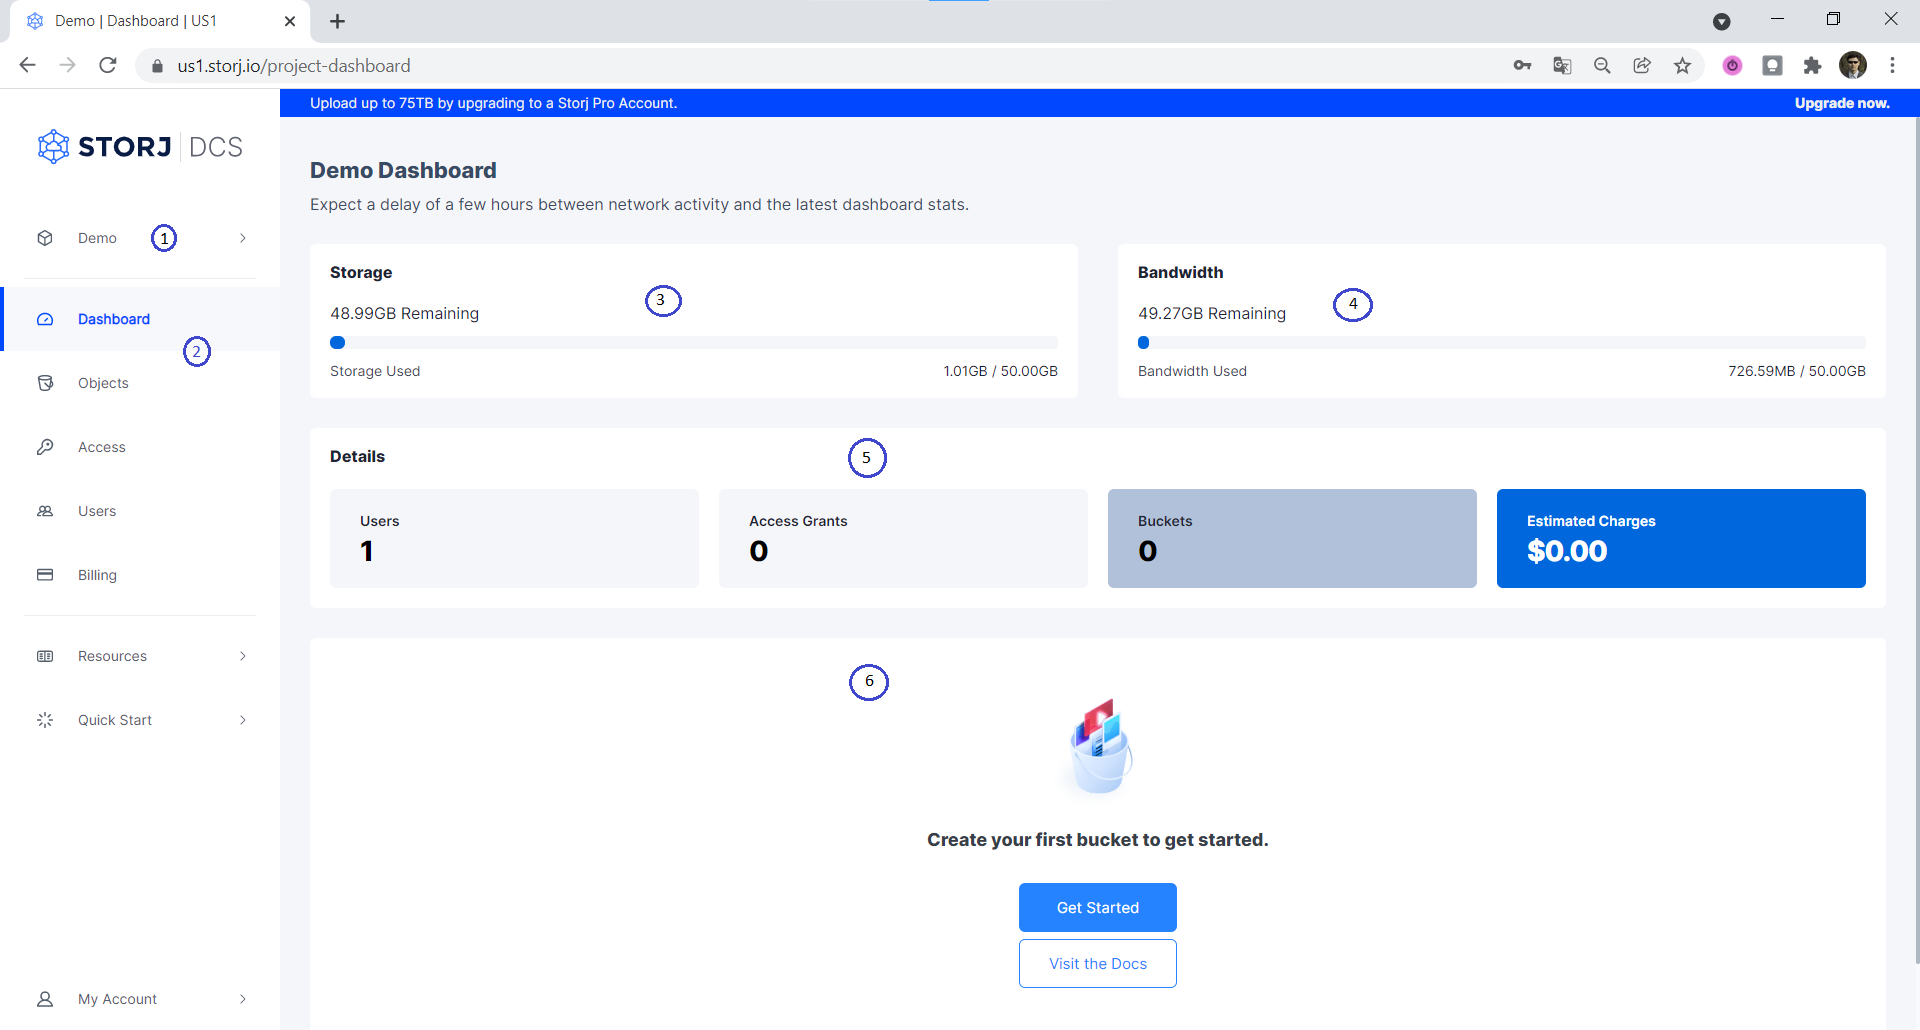 Demo | Dashboard | US1
us1.storj.io/project-dashboard
Upload up to 75TB by upgrading to a Storj Pro Account.
Upgrade now.
STORJ | DCS
Demo
1
Dashboard
2
Objects
Access
Users
Billing
Resources
Quick Start
My Account
Demo Dashboard
Expect a delay of a few hours between network activity and the latest dashboard stats.
Storage
3
48.99GB Remaining
Storage Used
1.01GB / 50.00GB
Bandwidth
4
49.27GB Remaining
Bandwidth Used
726.59MB / 50.00GB
Details
5
Users
1
Access Grants
0
Buckets
0
Estimated Charges
$0.00
6
Create your first bucket to get started.
Get Started
Visit the Docs